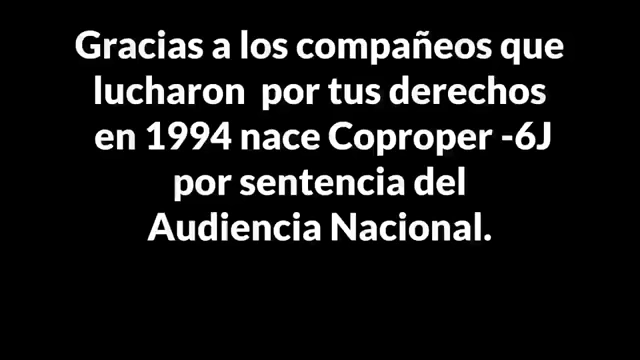 Gracias a los compañeos que
lucharon  por tus derechos
en 1994 nace Coproper -6J
por sentencia del
Audiencia Nacional.